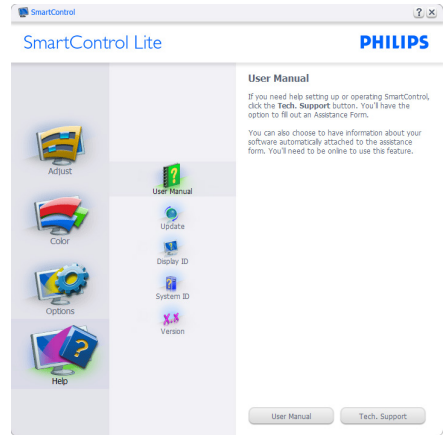 SmartControl
SmartControl Lite
PHILIPS
Adjust
Color
Options
Help
User Manual
Update
Display ID
System ID
X.X
Version
User Manual
If you need help setting up or operating SmartControl,
click the Tech. Support button. You'll have the
option to fill out an Assistance Form.
You can also choose to have information about your
software automatically attached to the assistance
form. You'll need to be online to use this feature.
User Manual
Tech. Support